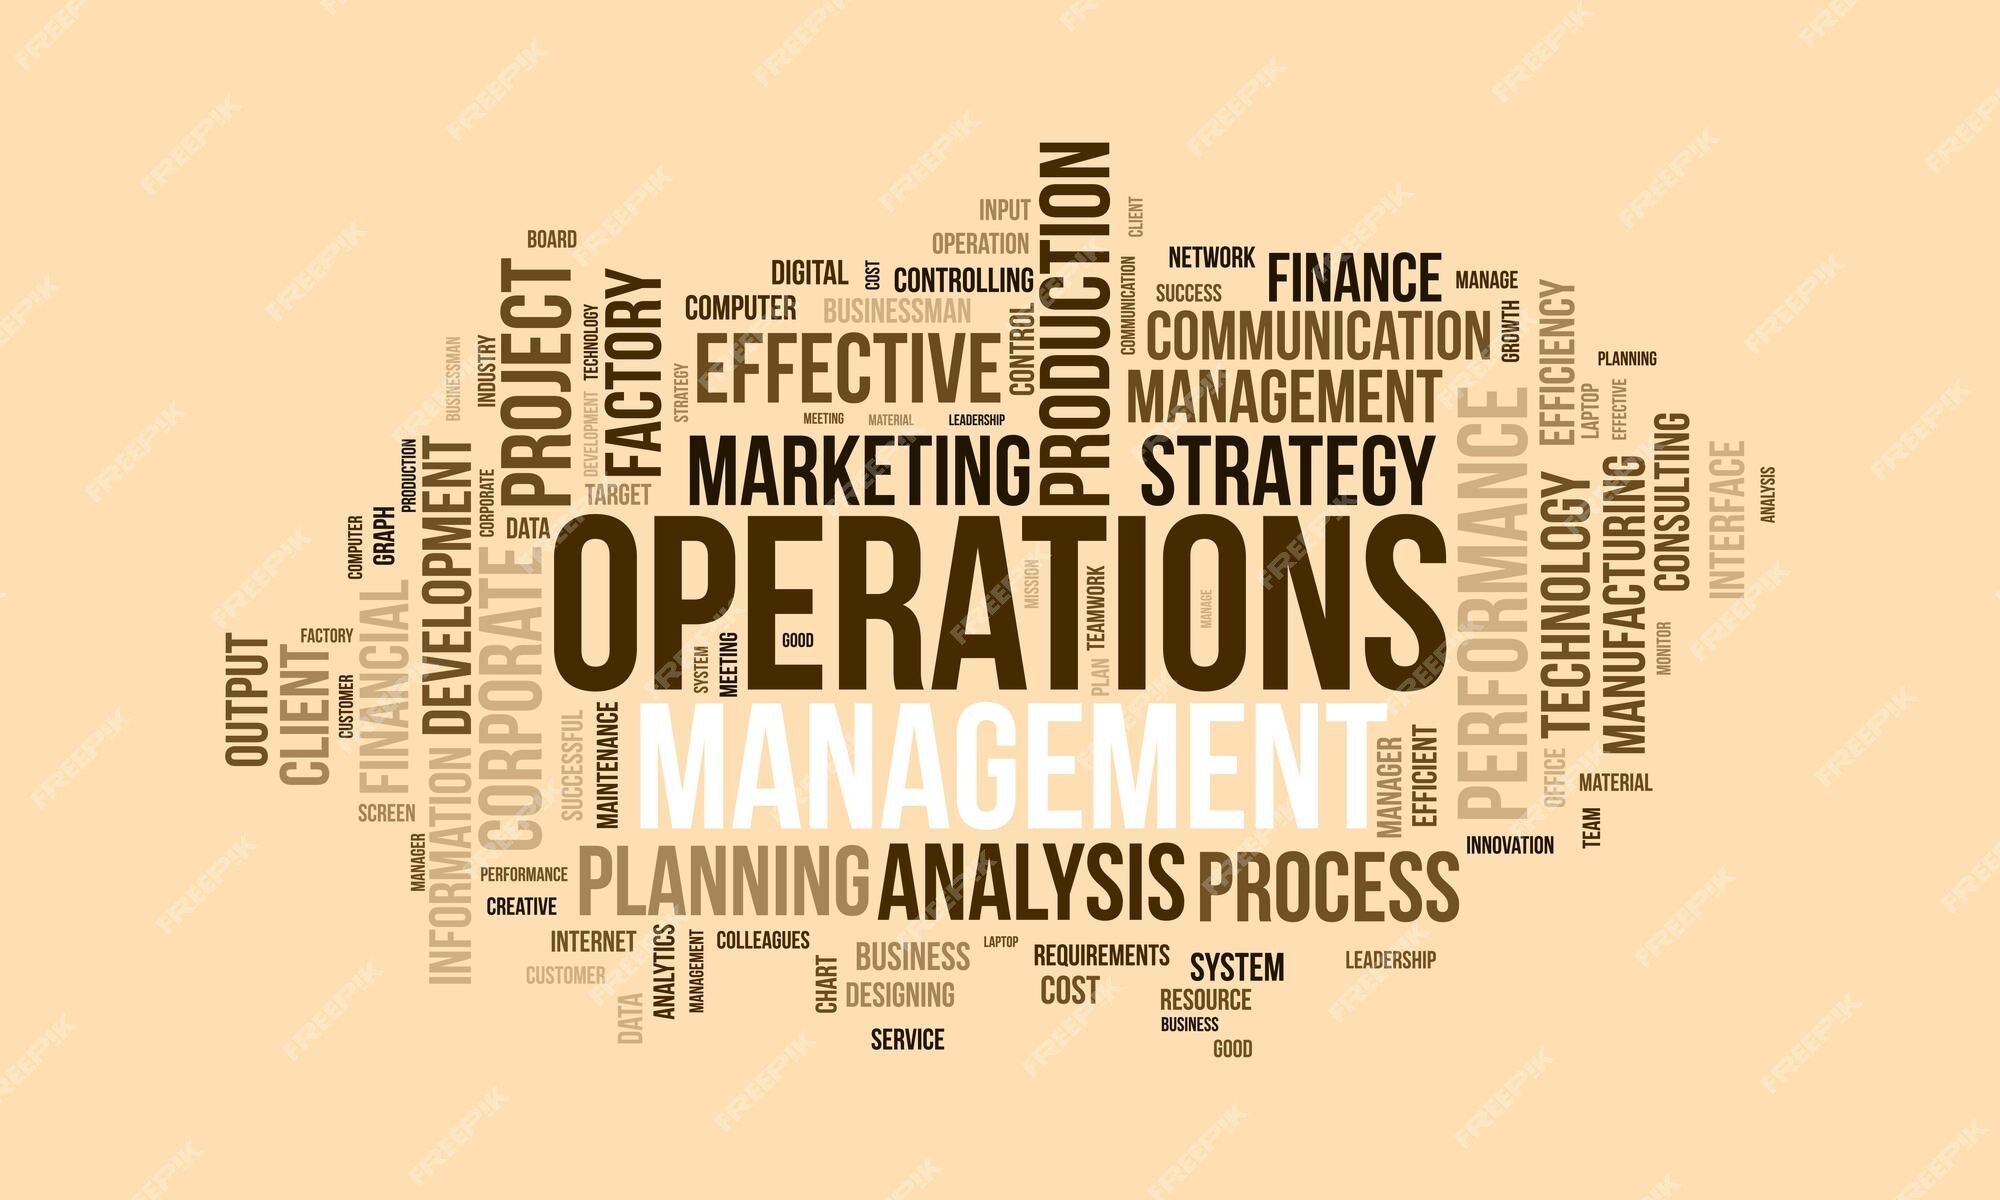 PRODUCTION
INPUT
CLIENT
OPERATION
BOARD
NETWORK
FINANCE
MANAGE
DIGITAL
COST
CONTROLLING
COMMUNICATION
SUCCESS
PROJECT
FACTORY
COMPUTER
BUSINESSMAN
CONTROL
COMMUNICATION
GROWTH
EFFICIENCY
TECHNOLOGY
INDUSTRY
BUSINESSMAN
STRATEGY
EFFECTIVE
PLANNING
MANAGEMENT
PERFORMANCE
LAPTOP
EFFECTIVE
DEVELOPMENT
MEETING
MATERIAL
LEADERSHIP
CONSULTING
MARKETING
STRATEGY
PRODUCTION
DEVELOPMENT
CORPORATE
TARGET
INTERFACE
ANALYSIS
TECHNOLOGY
MANUFACTURING
COMPUTER
GRAPH
DATA
OPERATIONS
CORPORATE
MISSION
TEAMWORK
MANAGE
FINANCIAL
OUTPUT
CLIENT
FACTORY
CUSTOMER
GOOD
SYSTEM
MEETING
PLAN
MONITOR
MANAGEMENT
SUCCESSFUL
MAINTENANCE
MANAGER
EFFICIENT
OFFICE
MATERIAL
INFORMATION
SCREEN
MANAGER
TEAM
INNOVATION
PERFORMANCE
PLANNING
ANALYSIS
PROCESS
CREATIVE
INTERNET
ANALYTICS
MANAGEMENT
COLLEAGUES
BUSINESS
LAPTOP
REQUIREMENTS
SYSTEM
LEADERSHIP
CUSTOMER
CHART
DESIGNING
COST
RESOURCE
DATA
SERVICE
BUSINESS
GOOD
FREEPIK